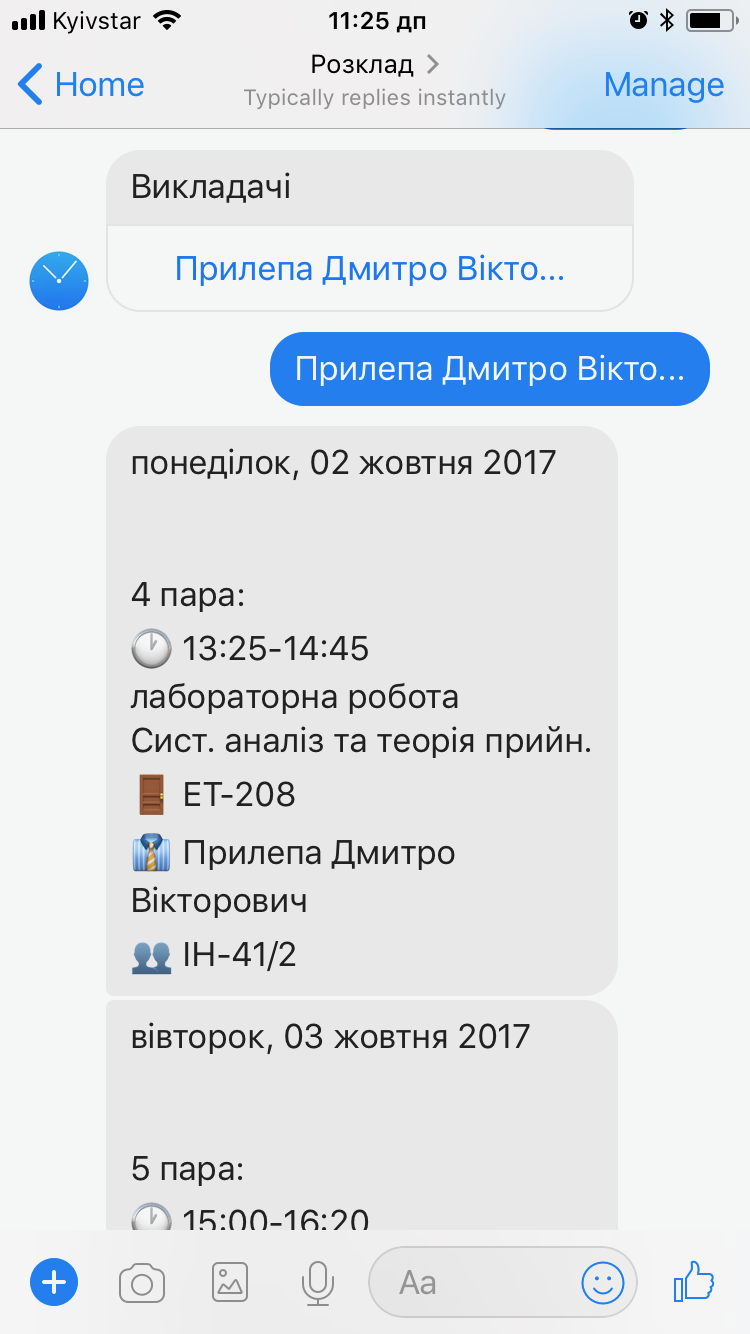 Kyivstar
11:25 дп
Home
Розклад
Typically replies instantly
Manage
Викладачі
Прилепа Дмитро Вікто...
Прилепа Дмитро Вікто...
понеділок, 02 жовтня 2017
4 пара:
13:25-14:45
лабораторна робота
Сист. аналіз та теорія прийн.
ЕТ-208
Прилепа Дмитро
Вікторович
ІН-41/2
вівторок, 03 жовтня 2017
5 пара:
15:00-16:20
Aa